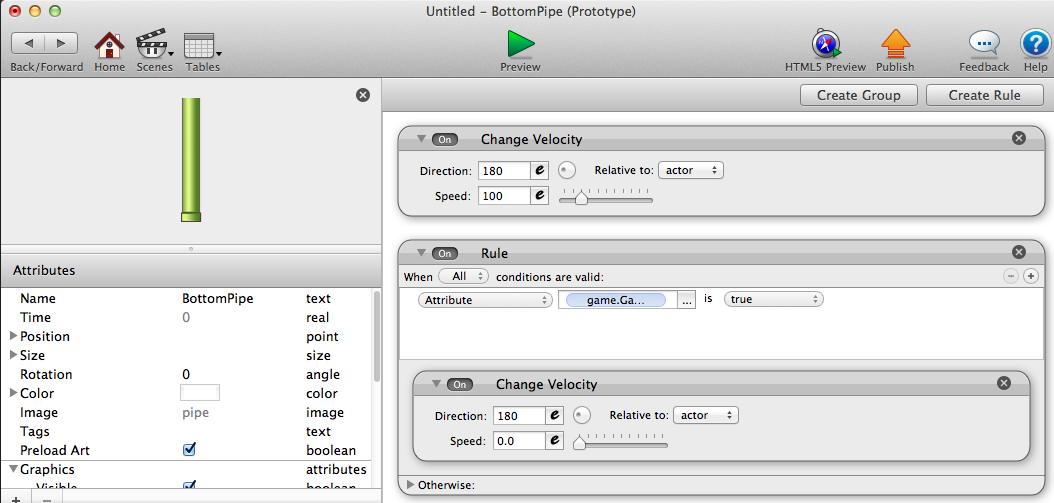 Untitled – BottomPipe (Prototype)
Back/Forward Home Scenes Tables Preview HTML5 Preview Publish Feedback Help
Create Group Create Rule
Attributes
Name BottomPipe text
Time 0 real
Position point
Size size
Rotation 0 angle
Color color
Image pipe image
Tags text
Preload Art boolean
Graphics attributes
Visible boolean
On Change Velocity
Direction: 180 e Relative to: actor
Speed: 100 e
On Rule
When All conditions are valid:
Attribute game.Ga... ... is true
On Change Velocity
Direction: 180 e Relative to: actor
Speed: 0.0 e
Otherwise: